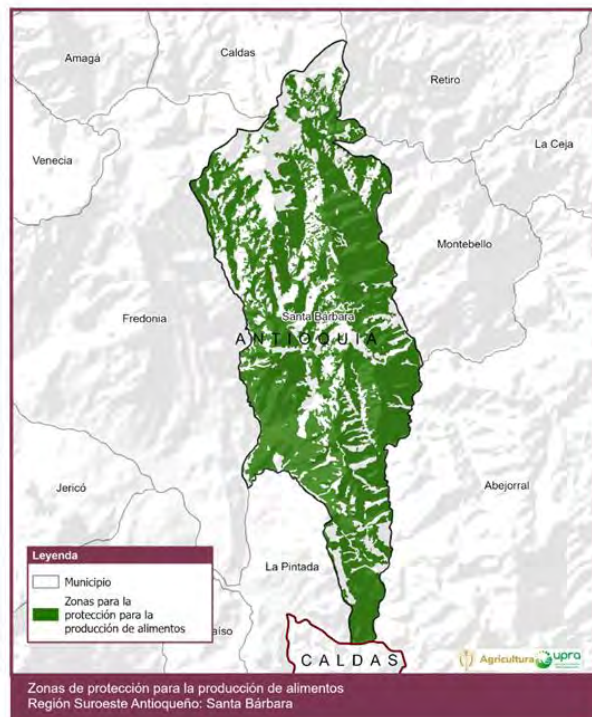 Amagá
Caldas
Retiro
La Ceja
Venecia
Montebello
Fredonia
Santa Bárbara
ANTIOQUIA
Jericó
Abejorral
La Pintada
Leyenda
Municipio
Zonas para la
protección para la
producción de alimentos
CALDAS
Agricultura
upra
Zonas de protección para la producción de alimentos
Región Suroeste Antioqueño: Santa Bárbara